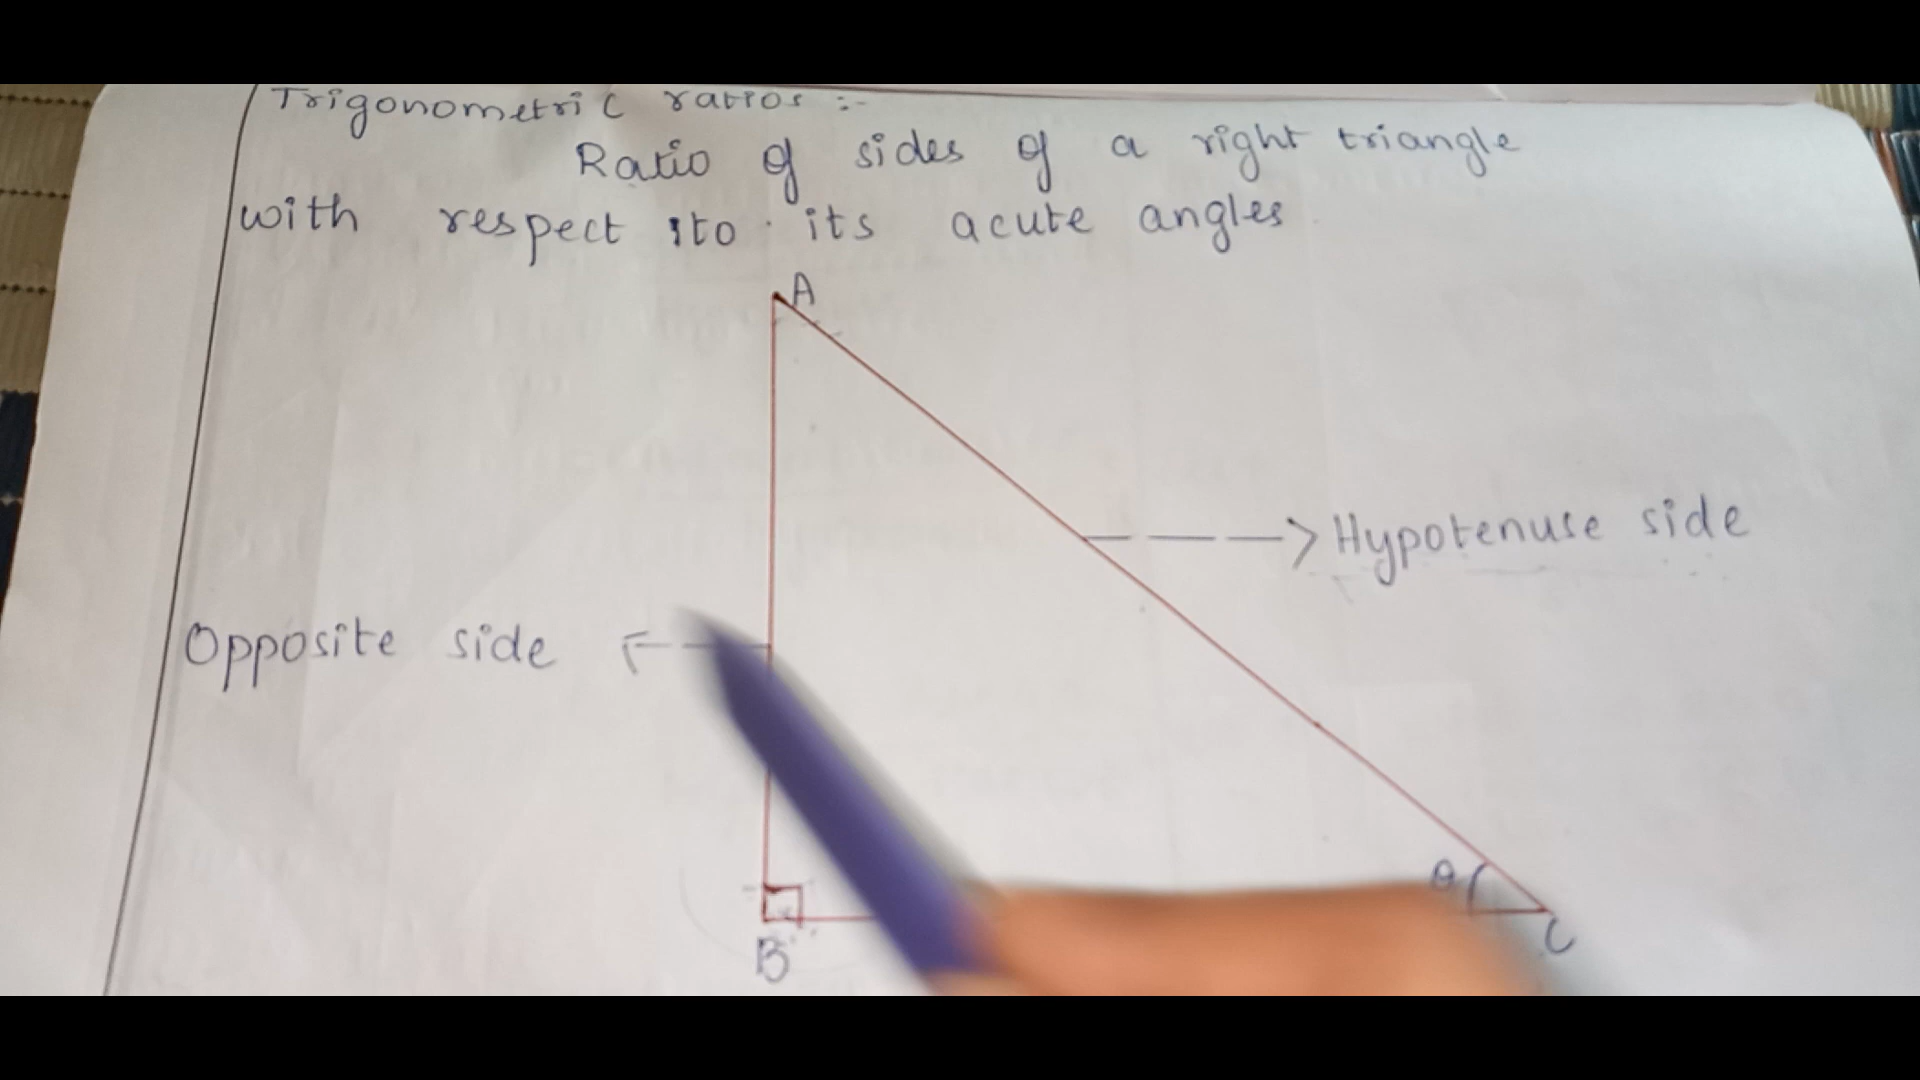 Trigonometric ratios :-
Ratio of sides of a right triangle
with respect to its acute angles
A
Hypotenuse side
Opposite side
θ
B
C